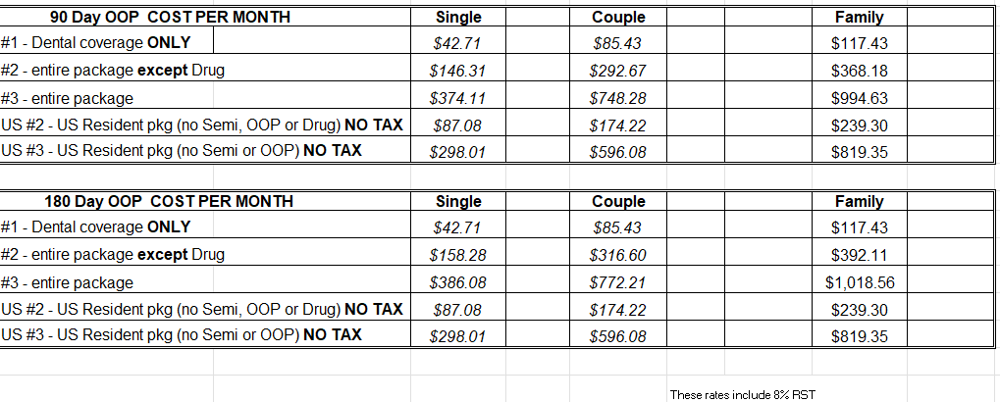 90 Day OOP COST PER MONTH Single Couple Family
#1 - Dental coverage ONLY $42.71 $85.43 $117.43
#2 - entire package except Drug $146.31 $292.67 $368.18
#3 - entire package $374.11 $748.28 $994.63
US #2 - US Resident pkg (no Semi, OOP or Drug) NO TAX $87.08 $174.22 $239.30
US #3 - US Resident pkg (no Semi or OOP) NO TAX $298.01 $596.08 $819.35
180 Day OOP COST PER MONTH Single Couple Family
#1 - Dental coverage ONLY $42.71 $85.43 $117.43
#2 - entire package except Drug $158.28 $316.60 $392.11
#3 - entire package $386.08 $772.21 $1,018.56
US #2 - US Resident pkg (no Semi, OOP or Drug) NO TAX $87.08 $174.22 $239.30
US #3 - US Resident pkg (no Semi or OOP) NO TAX $298.01 $596.08 $819.35
These rates include 8% RST